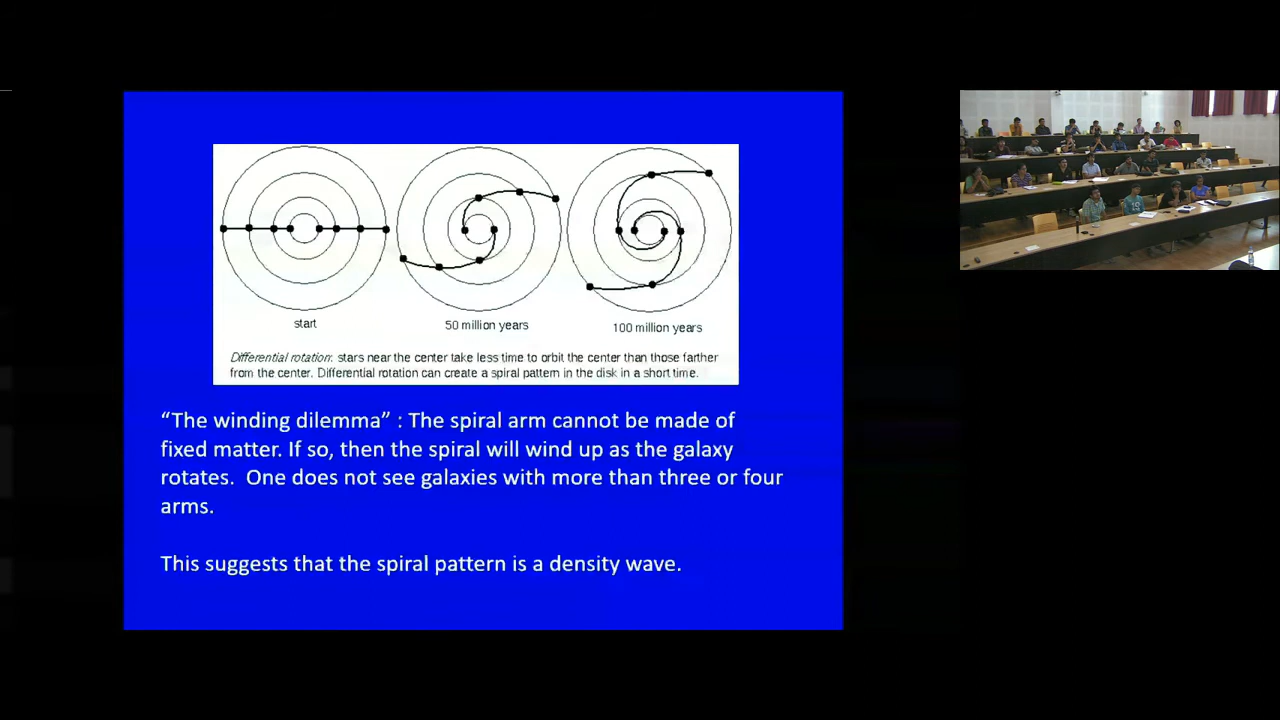 start
50 million years
100 million years
Differential rotation: stars near the center take less time to orbit the center than those farther
from the center. Differential rotation can create a spiral pattern in the disk in a short time.
“The winding dilemma” : The spiral arm cannot be made of
fixed matter. If so, then the spiral will wind up as the galaxy
rotates. One does not see galaxies with more than three or four
arms.
This suggests that the spiral pattern is a density wave.